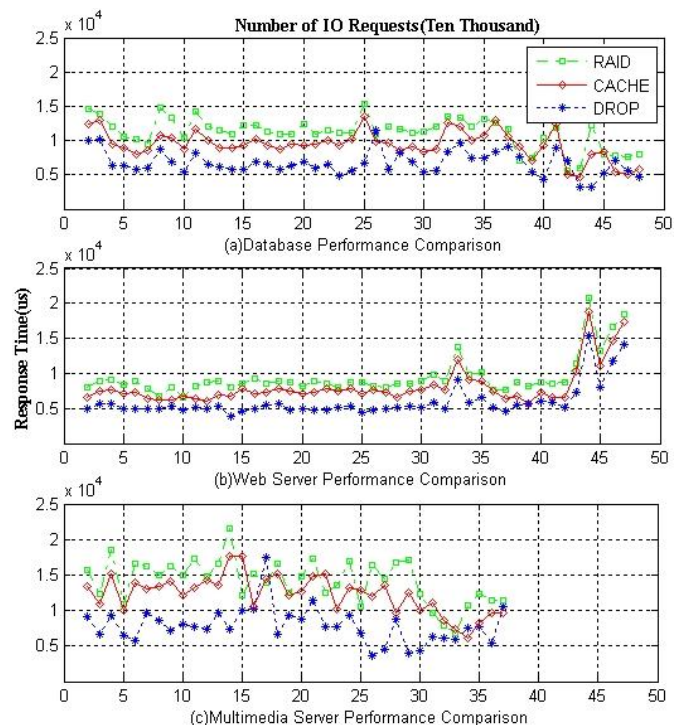 Number of IO Requests(Ten Thousand)
x 10^4
2.5
2
1.5
1
0.5
RAID
CACHE
DROP
0 5 10 15 20 25 30 35 40 45 50
(a)Database Performance Comparison
x 10^4
2.5
2
1.5
1
0.5
0 5 10 15 20 25 30 35 40 45 50
(b)Web Server Performance Comparison
Response Time(us)
x 10^4
2.5
2
1.5
1
0.5
0 5 10 15 20 25 30 35 40 45 50
(c)Multimedia Server Performance Comparison